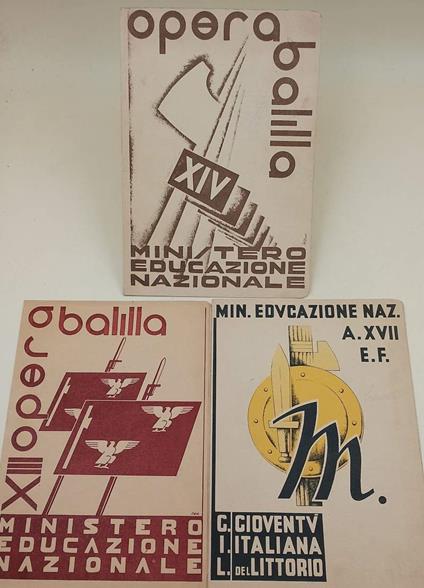 opera
balilla
XIV
MINISTERO
EDUCAZIONE
NAZIONALE
XIII opera
balilla
MINISTERO
EDUCAZIONE
NAZIONALE
MIN. EDVCAZIONE NAZ.
A. XVII
E.F.
M.
G. GIOVENTV
I. ITALIANA
L. DEL LITTORIO